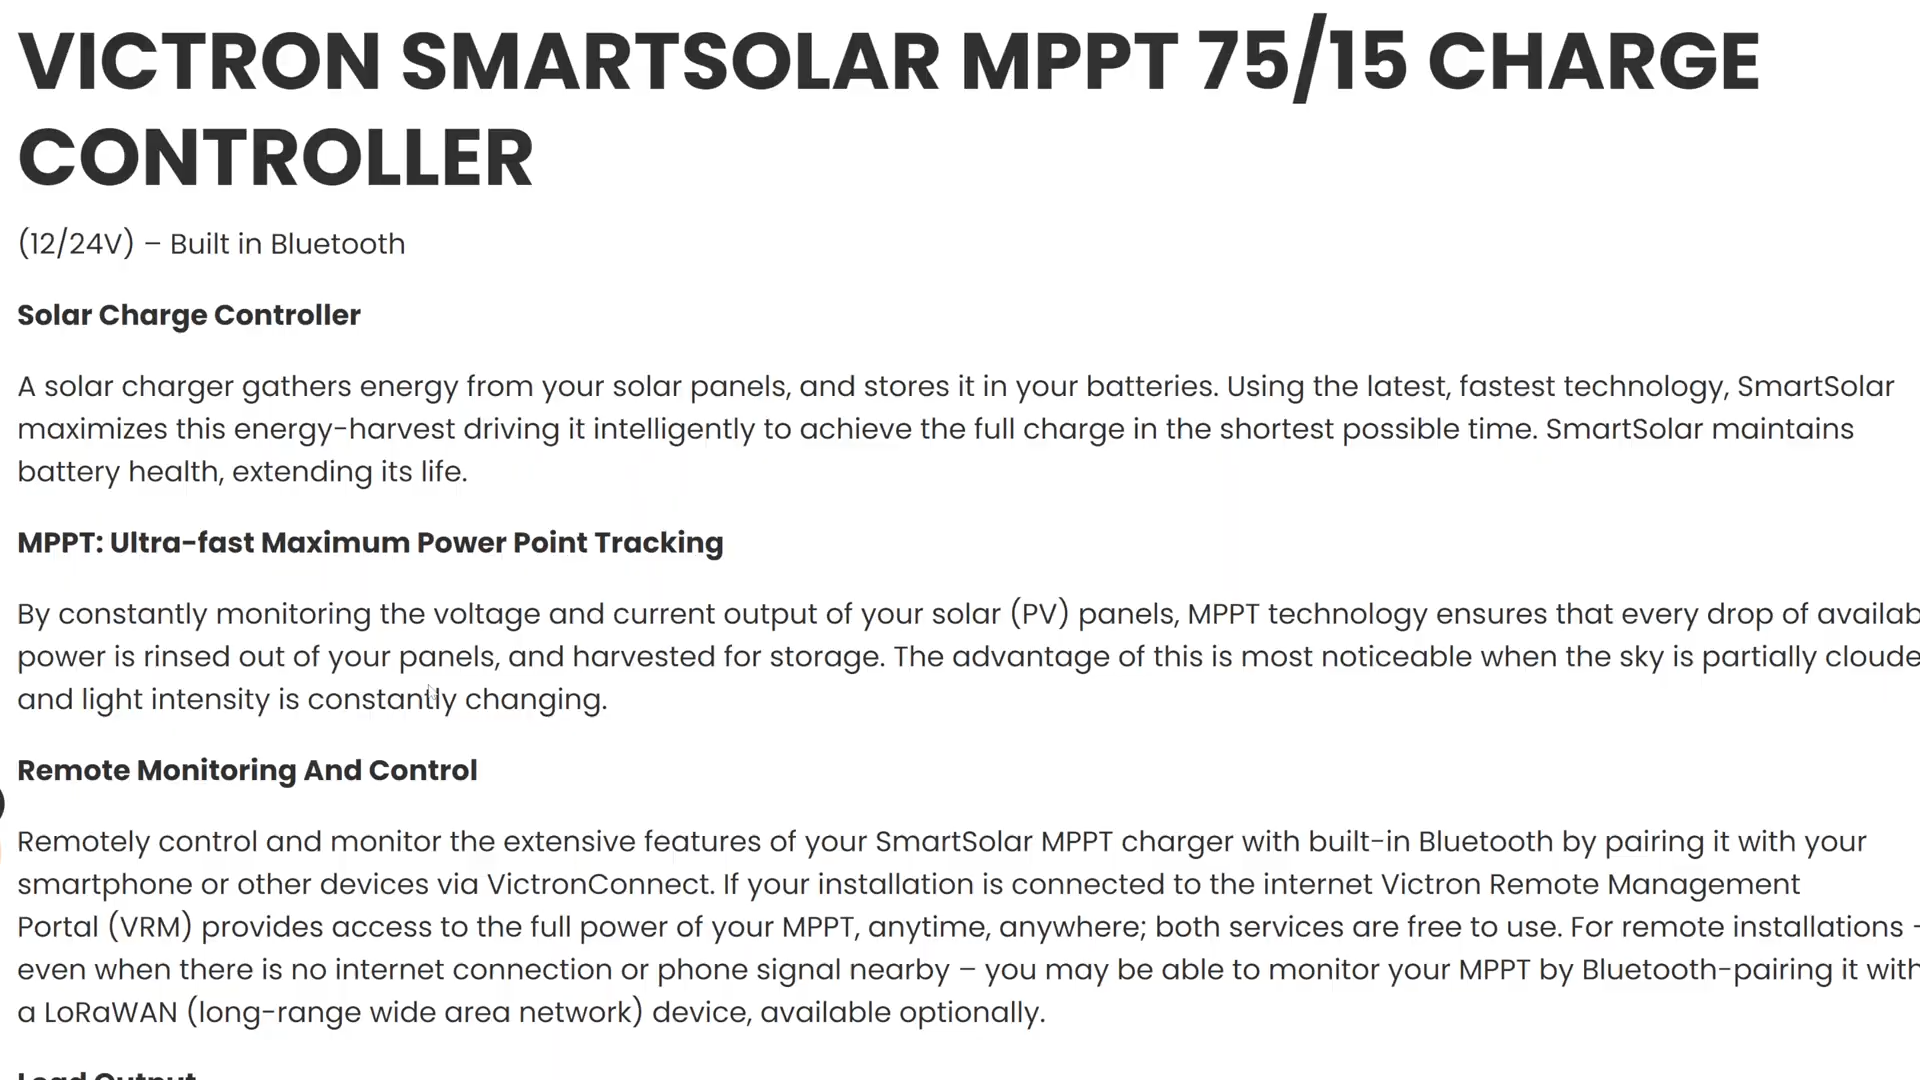 VICTRON SMARTSOLAR MPPT 75/15 CHARGE
CONTROLLER
(12/24V) – Built in Bluetooth
Solar Charge Controller
A solar charger gathers energy from your solar panels, and stores it in your batteries. Using the latest, fastest technology, SmartSolar
maximizes this energy-harvest driving it intelligently to achieve the full charge in the shortest possible time. SmartSolar maintains
battery health, extending its life.
MPPT: Ultra-fast Maximum Power Point Tracking
By constantly monitoring the voltage and current output of your solar (PV) panels, MPPT technology ensures that every drop of availab
power is rinsed out of your panels, and harvested for storage. The advantage of this is most noticeable when the sky is partially cloude
and light intensity is constantly changing.
Remote Monitoring And Control
Remotely control and monitor the extensive features of your SmartSolar MPPT charger with built-in Bluetooth by pairing it with your
smartphone or other devices via VictronConnect. If your installation is connected to the internet Victron Remote Management
Portal (VRM) provides access to the full power of your MPPT, anytime, anywhere; both services are free to use. For remote installations –
even when there is no internet connection or phone signal nearby – you may be able to monitor your MPPT by Bluetooth-pairing it with
a LoRaWAN (long-range wide area network) device, available optionally.
Load Output